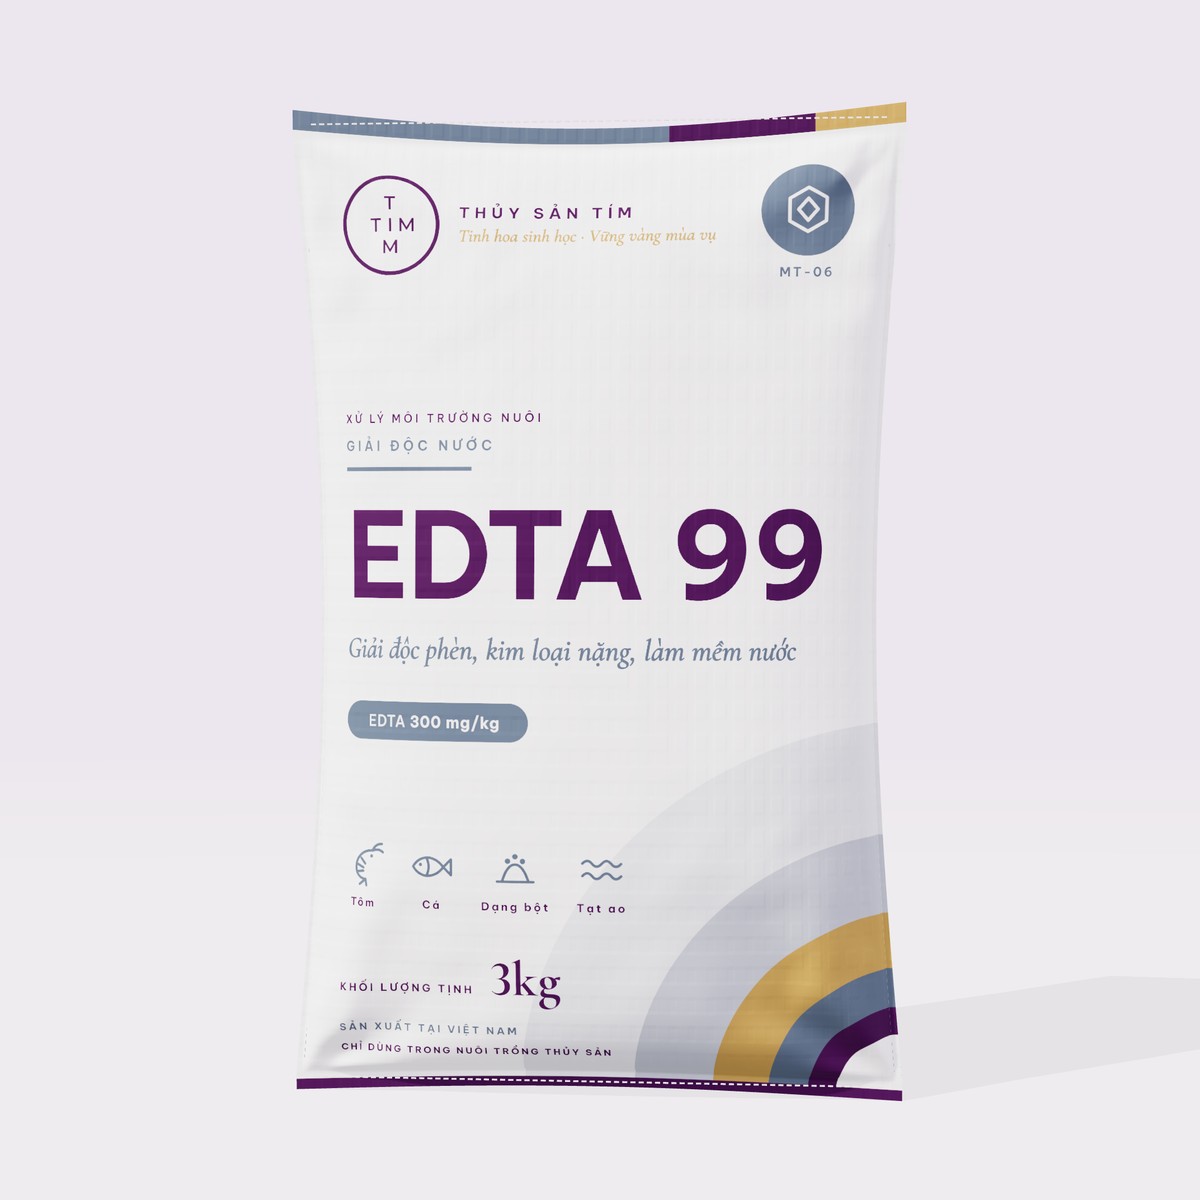 T
TIM
M
THỦY SẢN TÍM
Tinh hoa sinh học · Vững vàng mùa vụ
MT-06
XỬ LÝ MÔI TRƯỜNG NUÔI
GIẢI ĐỘC NƯỚC
EDTA 99
Giải độc phèn, kim loại nặng, làm mềm nước
EDTA 300 mg/kg
Tôm Cá Dạng bột Tạt ao
KHỐI LƯỢNG TỊNH 3kg
SẢN XUẤT TẠI VIỆT NAM
CHỈ DÙNG TRONG NUÔI TRỒNG THỦY SẢN